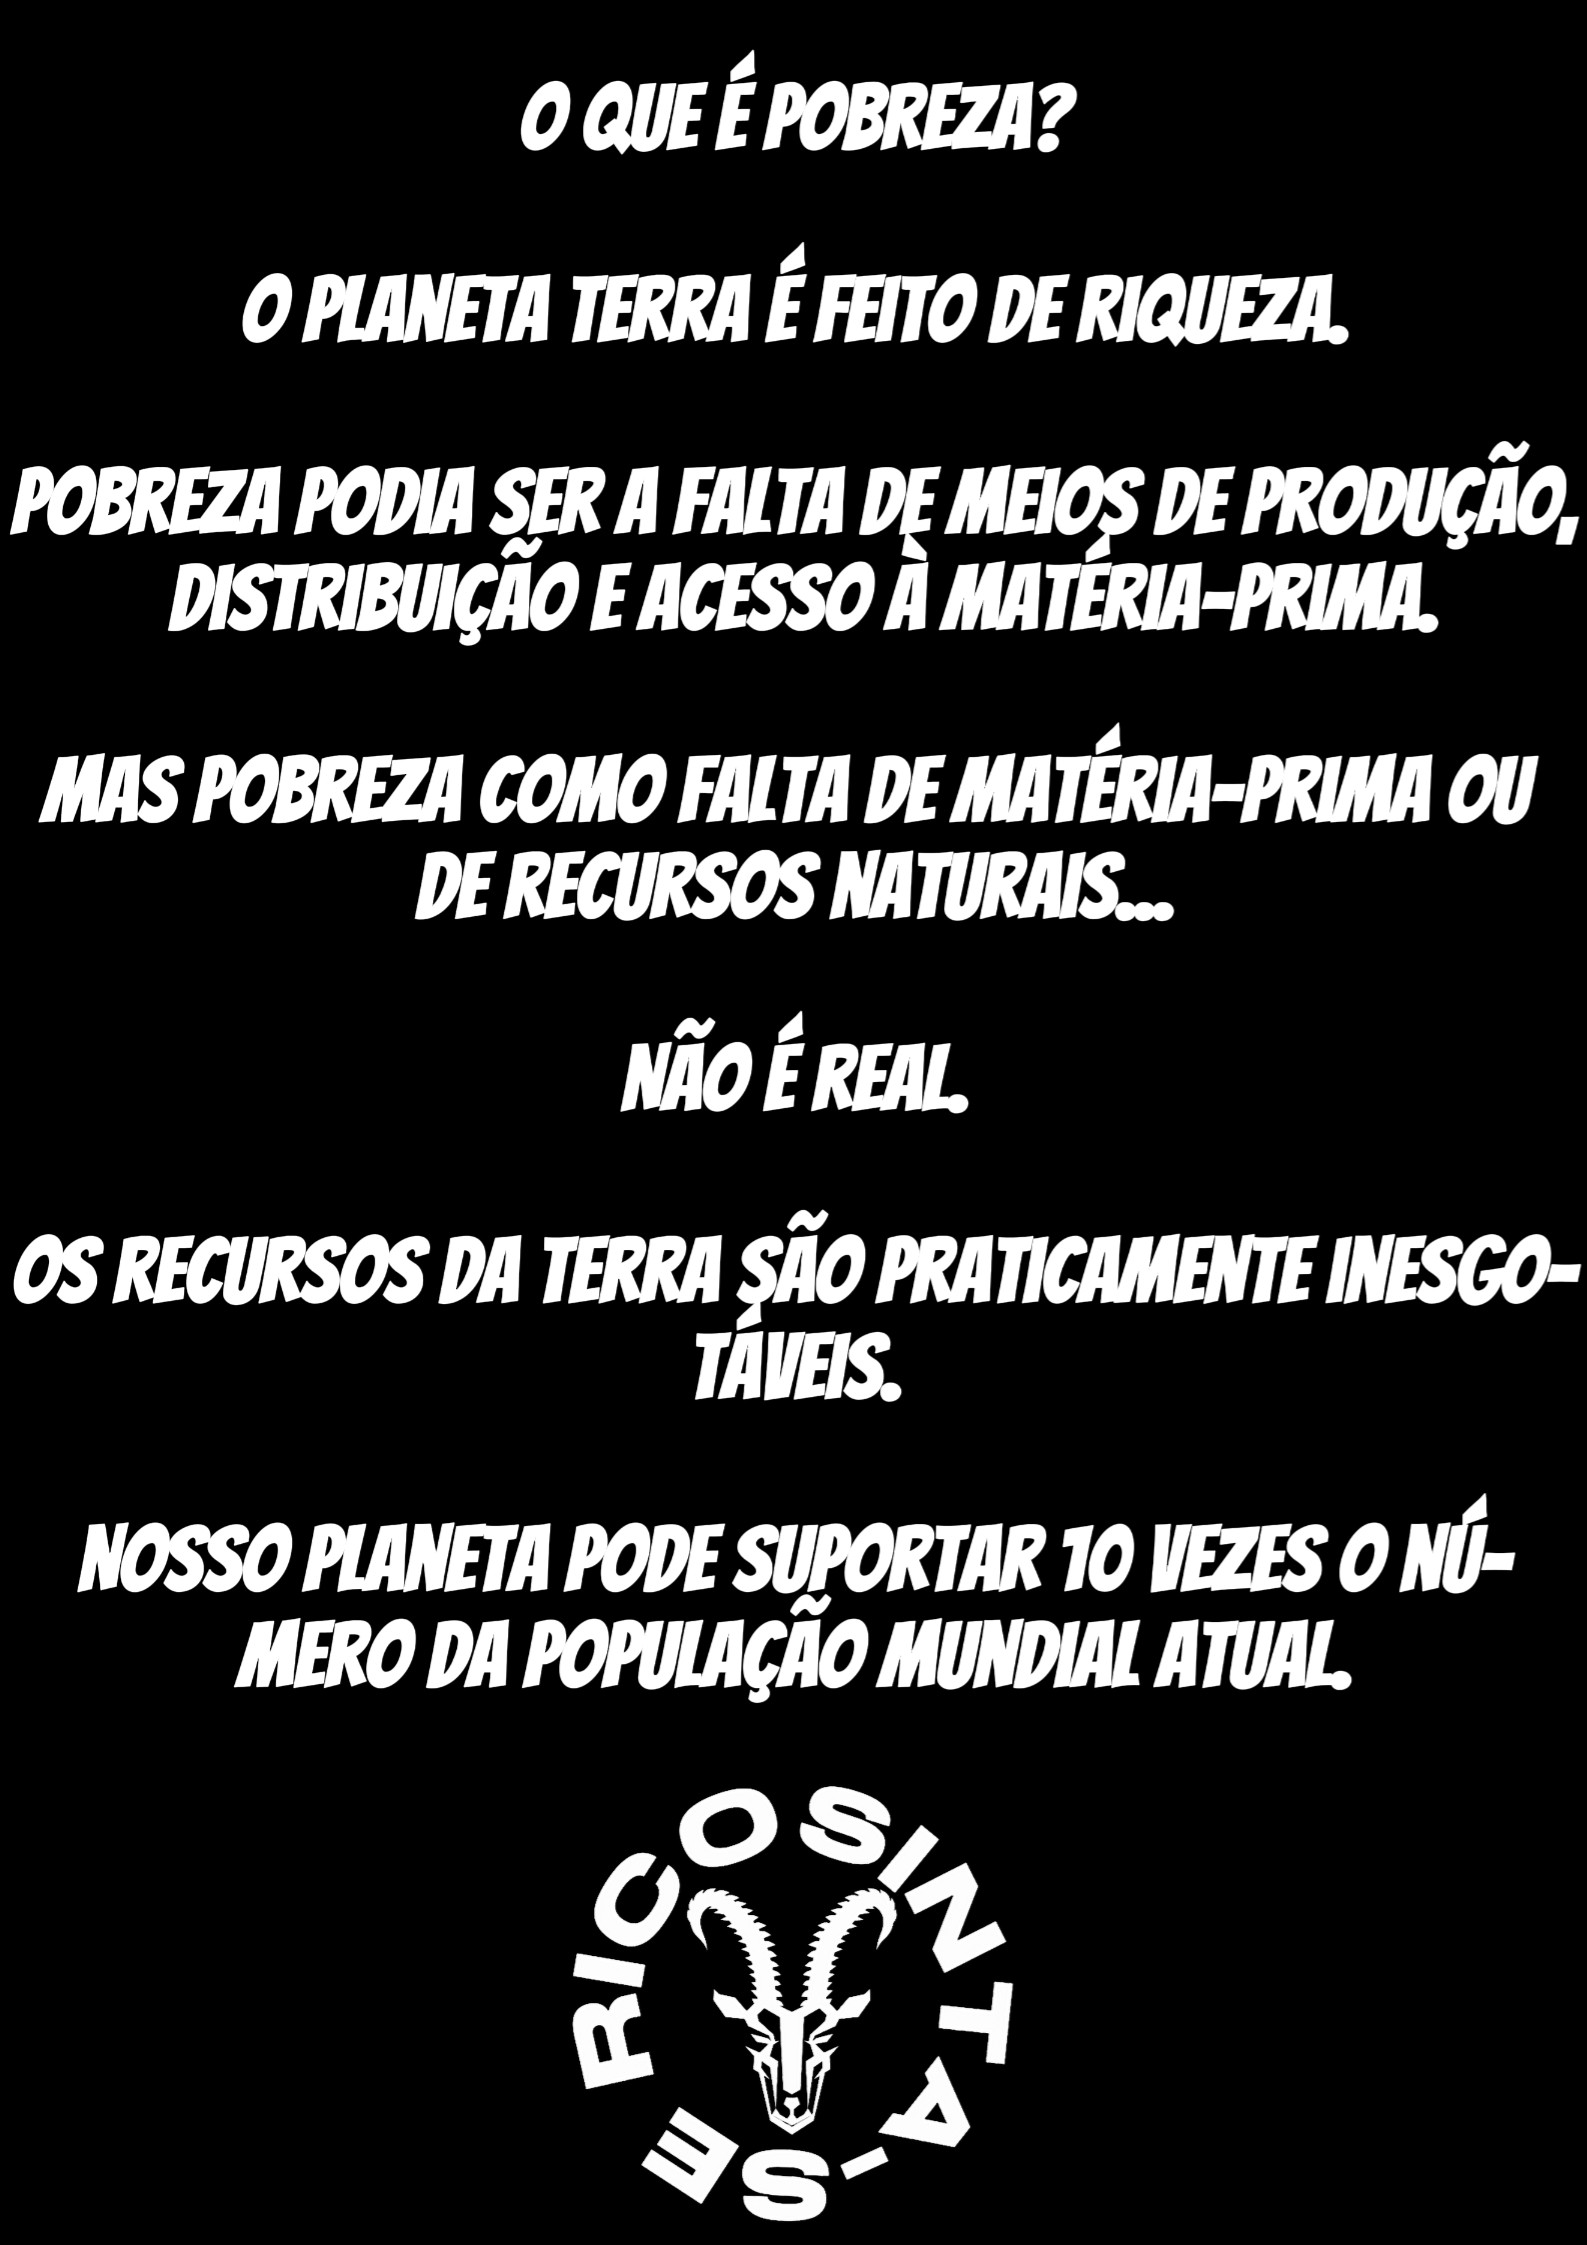 O QUE É POBREZA?
O PLANETA TERRA É FEITO DE RIQUEZA.
POBREZA PODIA SER A FALTA DE MEIOS DE PRODUÇÃO,
DISTRIBUIÇÃO E ACESSO À MATÉRIA-PRIMA.
MAS POBREZA COMO FALTA DE MATÉRIA-PRIMA OU
DE RECURSOS NATURAIS...
NÃO É REAL.
OS RECURSOS DA TERRA SÃO PRATICAMENTE INESGO-
TÁVEIS.
NOSSO PLANETA PODE SUPORTAR 10 VEZES O NÚ-
MERO DA POPULAÇÃO MUNDIAL ATUAL.
RICOSINTA-SE